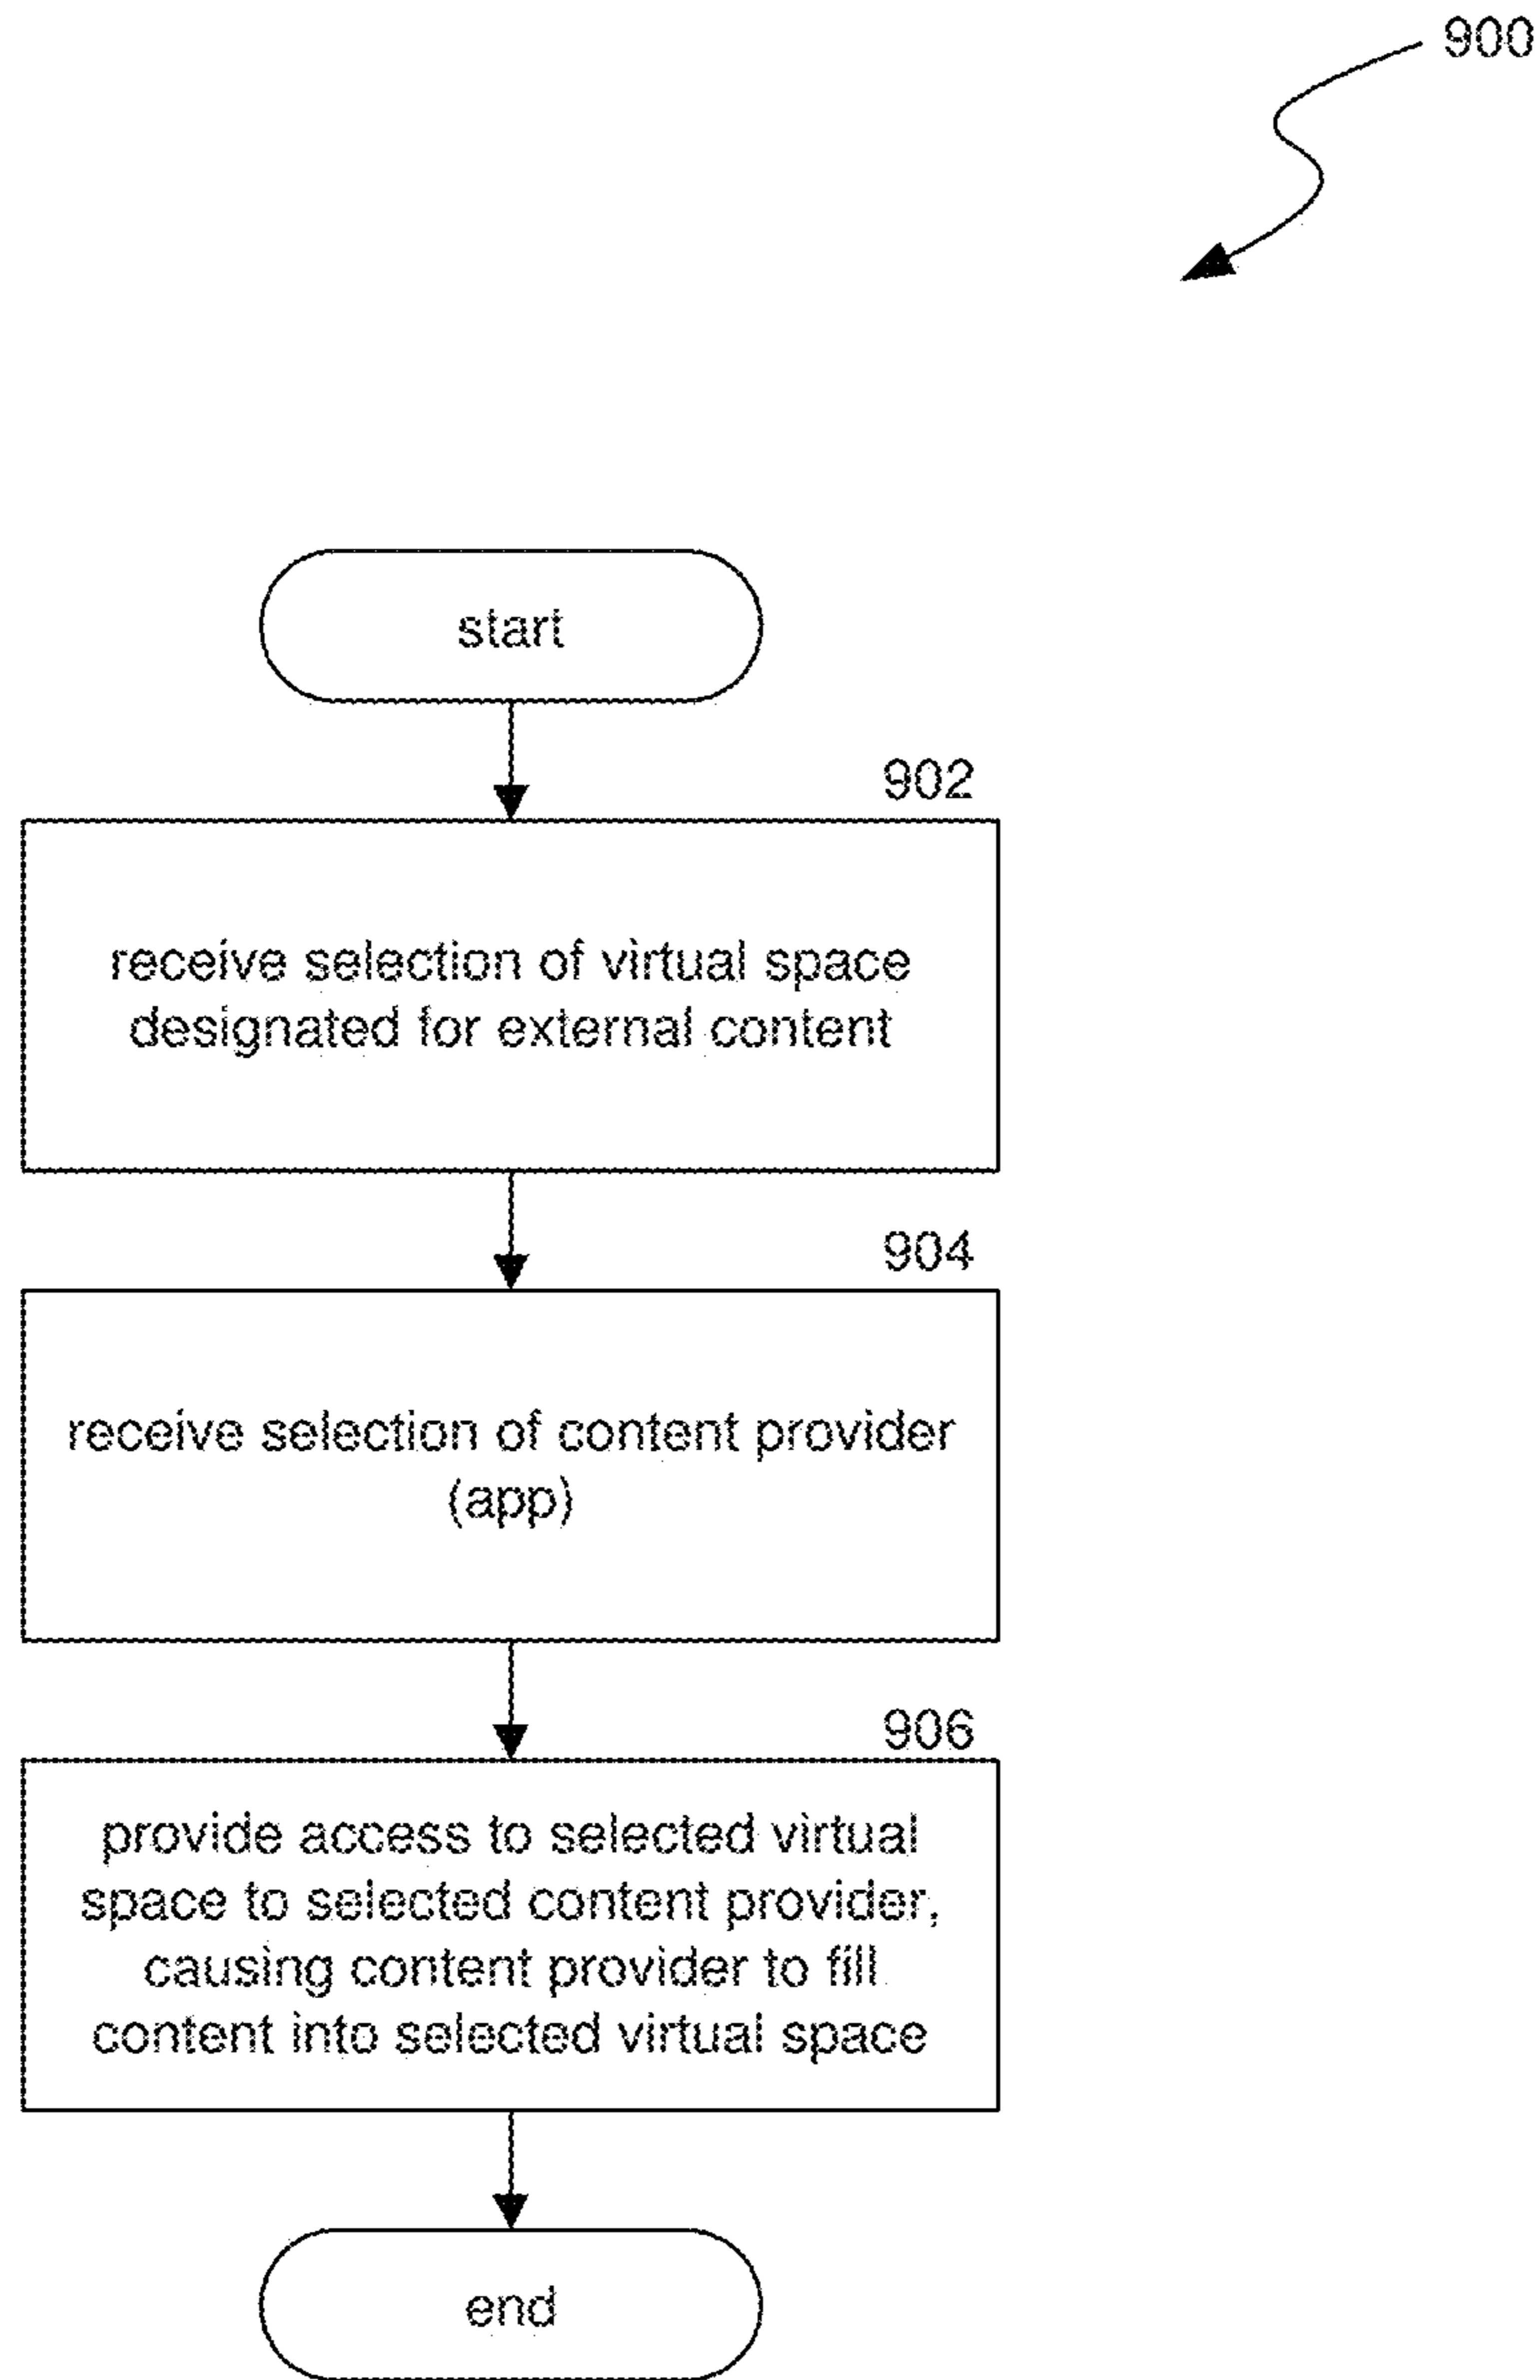 900
start
902
receive selection of virtual space
designated for external content
904
receive selection of content provider
(app)
906
provide access to selected virtual
space to selected content provider,
causing content provider to fill
content into selected virtual space
end